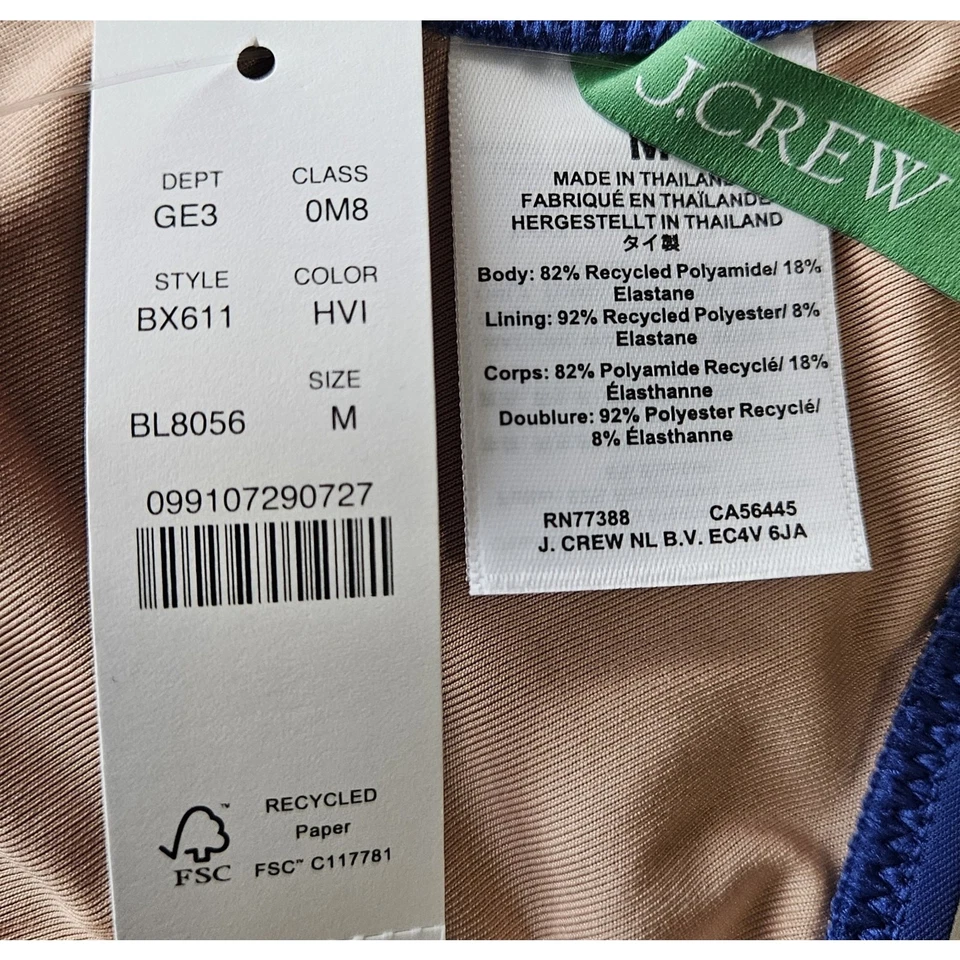 DEPT CLASS
GE3 0M8
STYLE COLOR
BX611 HVI
SIZE
BL8056 M
099107290727
RECYCLED
Paper
FSC™ C117781
™
FSC
J.CREW
M
MADE IN THAILAND
FABRIQUÉ EN THAÏLANDE
HERGESTELLT IN THAILAND
タイ製
Body: 82% Recycled Polyamide/ 18%
Elastane
Lining: 92% Recycled Polyester/ 8%
Elastane
Corps: 82% Polyamide Recyclé/ 18%
Élasthanne
Doublure: 92% Polyester Recyclé/
8% Élasthanne
RN77388 CA56445
J. CREW NL B.V. EC4V 6JA